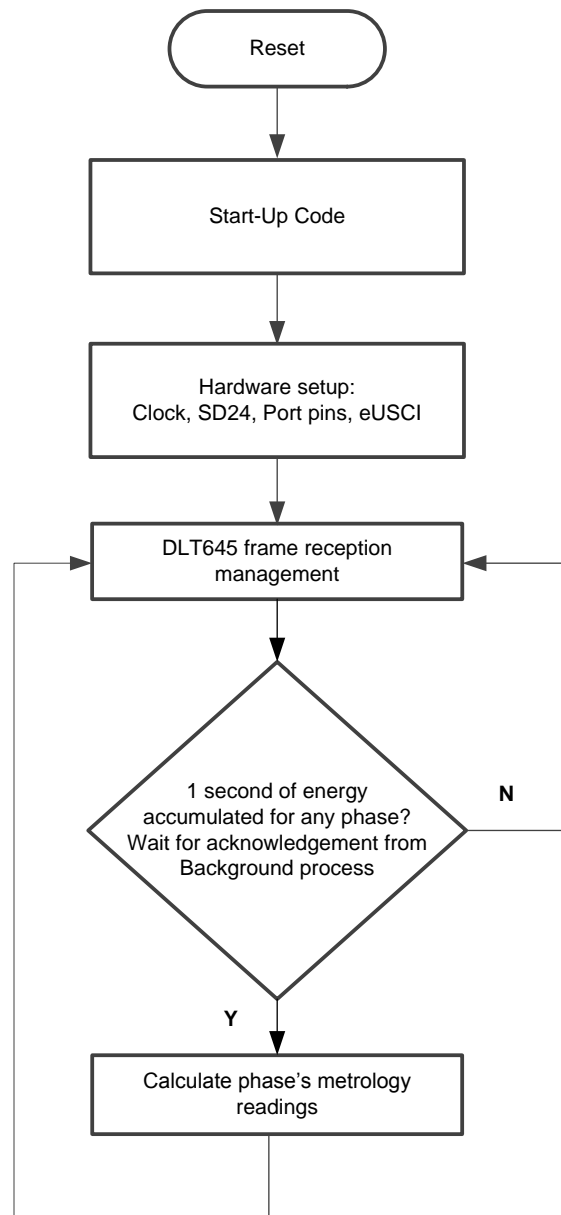 Reset
Start-Up Code
Hardware setup:
Clock, SD24, Port pins, eUSCI
DLT645 frame reception
management
1 second of energy
accumulated for any phase?
Wait for acknowledgement from
Background process
N
Y
Calculate phase’s metrology
readings